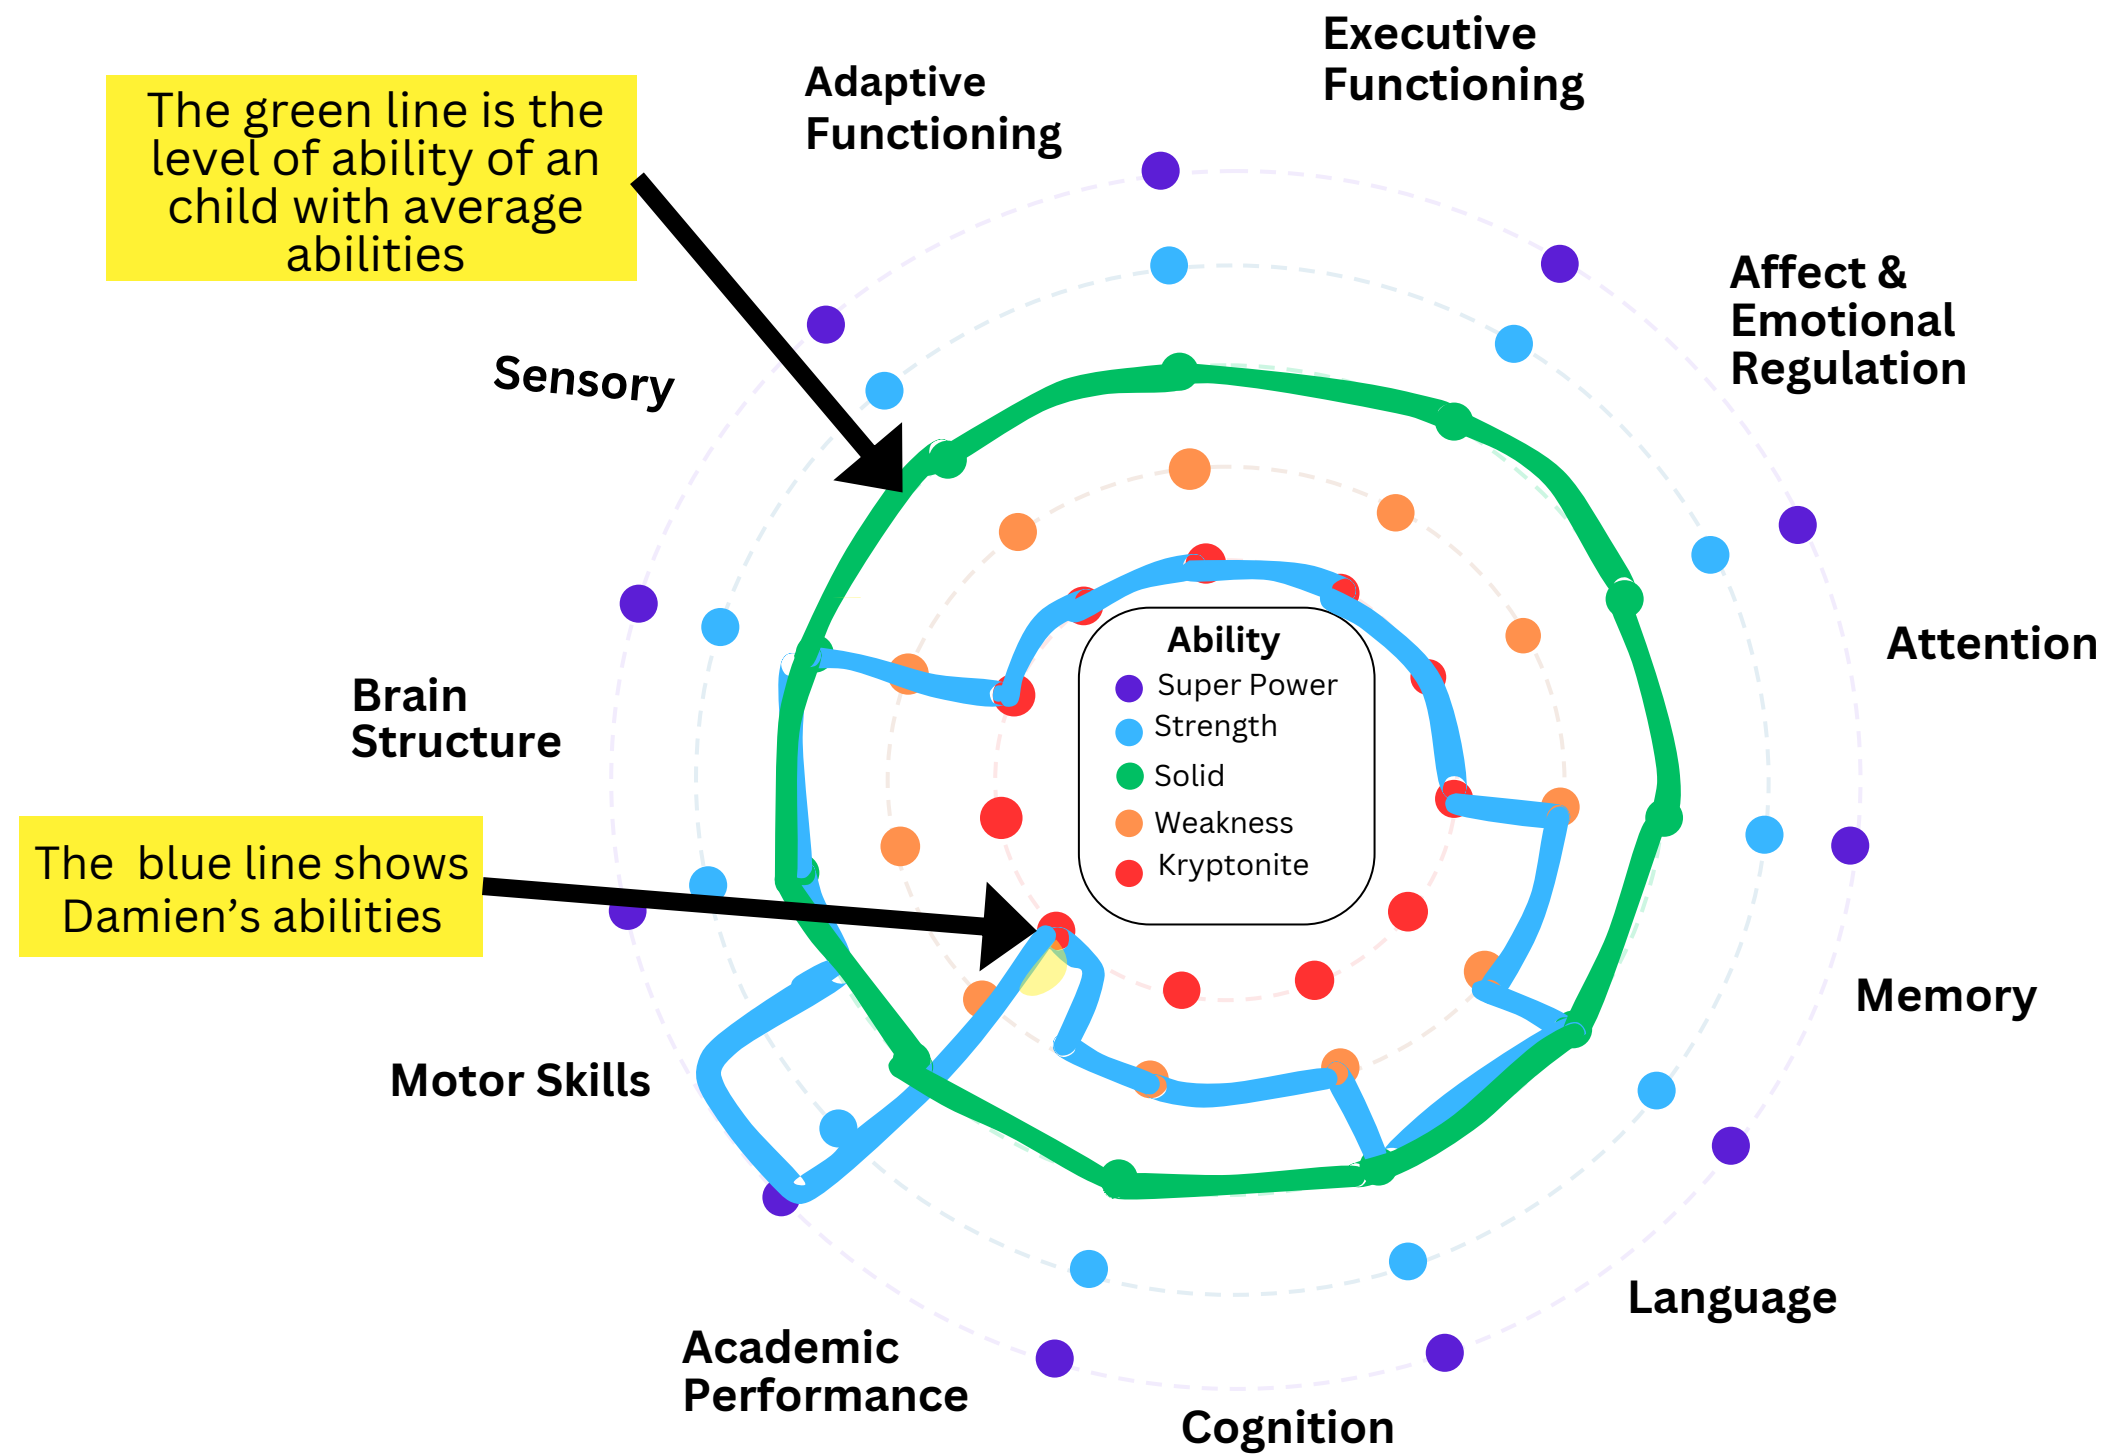 Executive
Functioning
Adaptive
Functioning
The green line is the
level of ability of an
child with average
abilities
Affect &
Emotional
Regulation
Sensory
Attention
Ability
Super Power
Strength
Solid
Weakness
Kryptonite
Brain
Structure
The  blue line shows
Damien’s abilities
Memory
Motor Skills
Language
Academic
Performance
Cognition